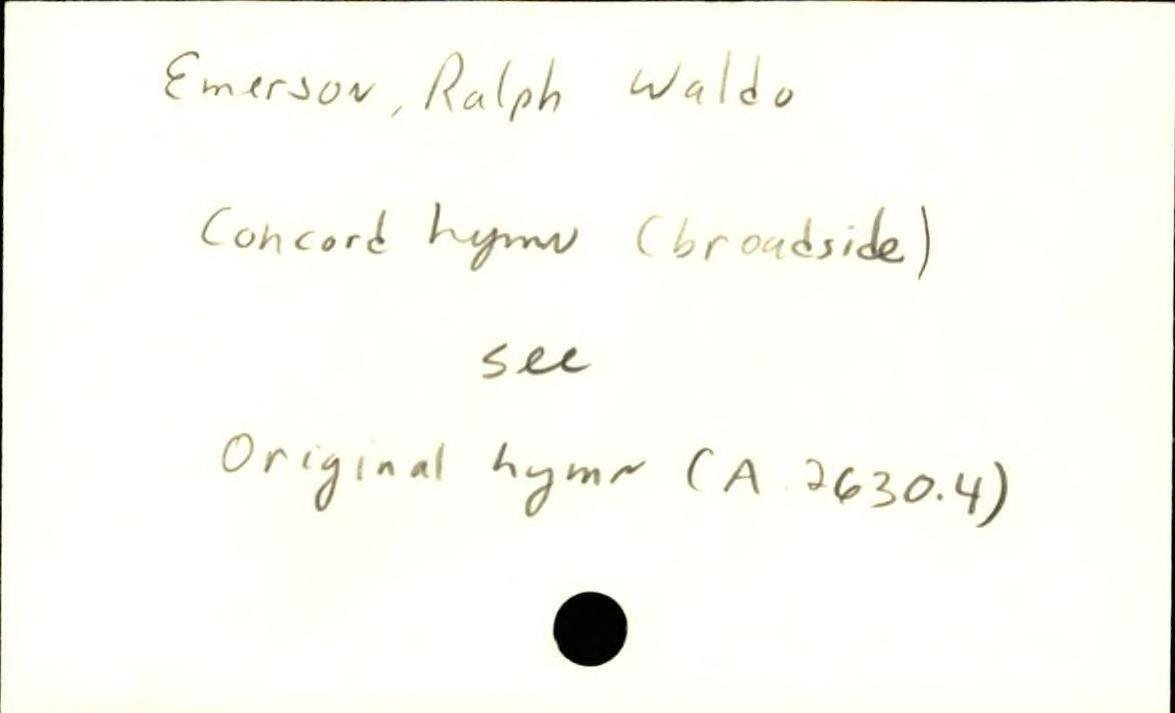 Emerson, Ralph Waldo
Concord hymn (broadside)
see
Original hymn (A 2630.4)